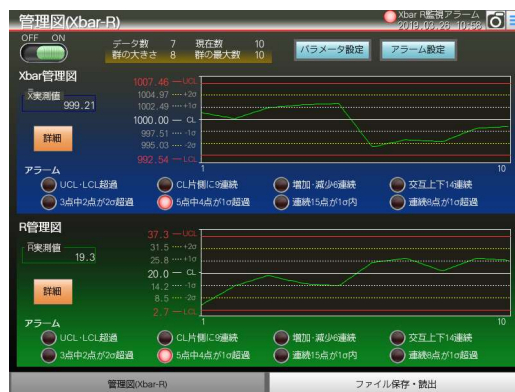 管理図(Xbar-R)
Xbar R監視アラーム
2019.03.26 10:58
OFF ON
データ数 7 現在数 10
群の大きさ 8 群の最大数 10
パラメータ設定
アラーム設定
Xbar管理図
X実測値
999.21
詳細
1007.46 UCL
1004.97 +2σ
1002.49 +1σ
1000.00 CL
997.51 -1σ
995.03 -2σ
992.54 LCL
1 10
アラーム
UCL·LCL超過 CL片側に9連続 増加·減少6連続 交互上下14連続
3点中2点が2σ超過 5点中4点が1σ超過 連続15点が1σ内 連続8点が1σ超過
R管理図
R実測値
19.3
詳細
37.3 UCL
31.5 +2σ
25.8 +1σ
20.0 CL
14.2 -1σ
8.5 -2σ
2.7 LCL
1 10
アラーム
UCL·LCL超過 CL片側に9連続 増加·減少6連続 交互上下14連続
3点中2点が2σ超過 5点中4点が1σ超過 連続15点が1σ内 連続8点が1σ超過
管理図(Xbar-R)
ファイル保存・読出